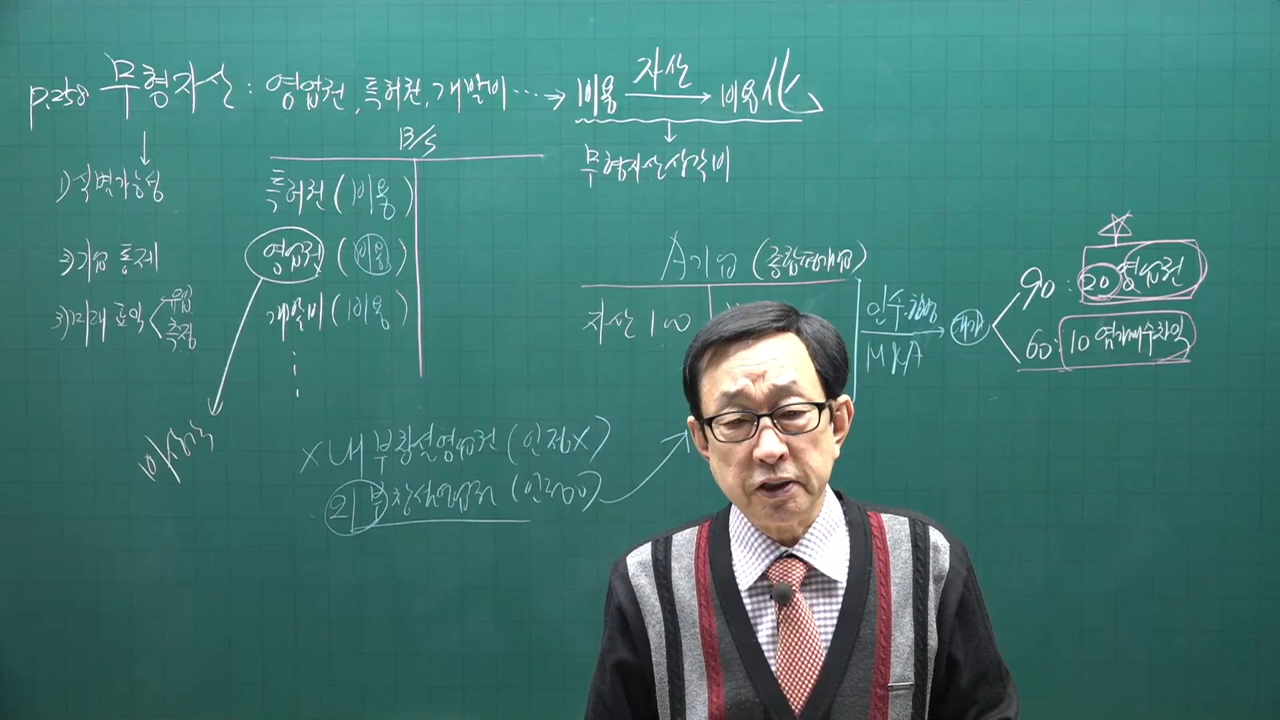 p.258 무형자산 : 영업권, 특허권, 개발비 … → 비용 자산→ 비용化
↓
무형자산상각비
B/S
1) 식별가능성
특허권 (비용)
2) 기업 통제
영업권 (비용)
3) 미래 효익 < 유입 측정
개발비 (비용)
미상각
A기업
자산 100
인수·합병
M&A
대가
90 : 20 영업권
60 : 10 염가매수차익
X 내부창설영업권 (인정X)
외부창설영업권 (인정O)